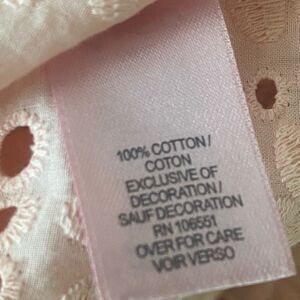 100% COTTON/
COTON
EXCLUSIVE OF
DECORATION/
SAUF DECORATION
RN 106551
OVER FOR CARE
VOIR VERSO